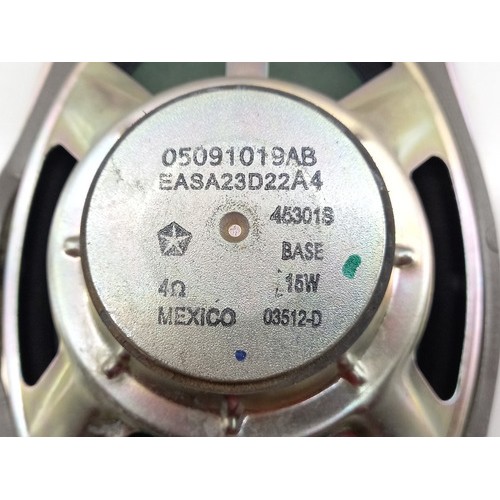 05091019AB
EASA23D22A4
45301S
BASE
4Ω 15W
MEXICO 03512-D